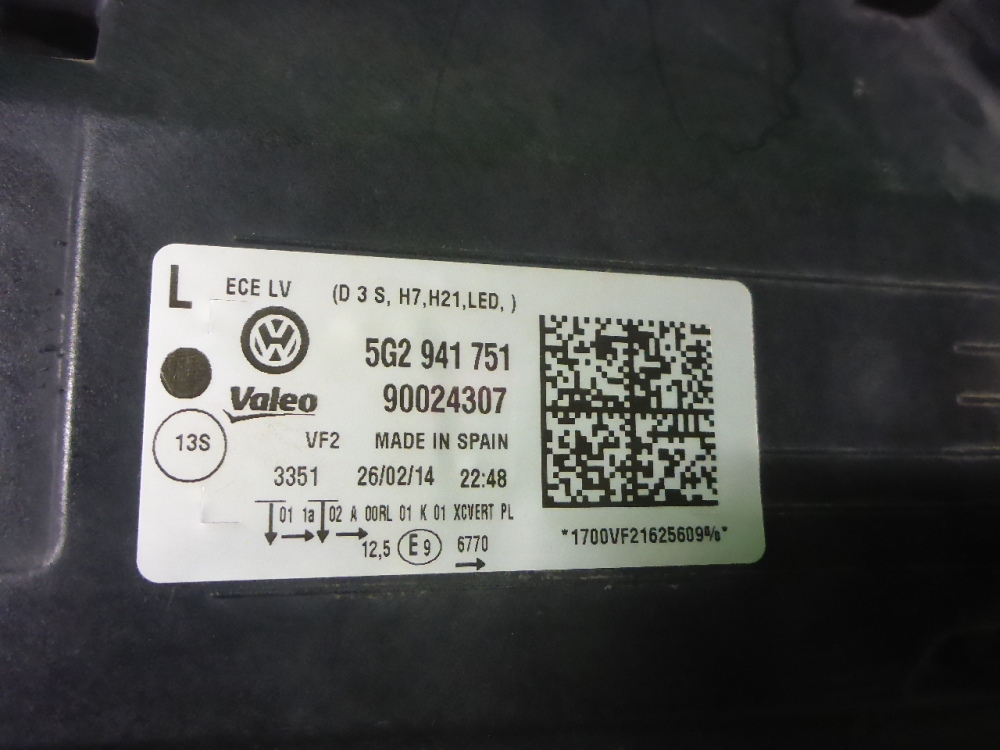 L ECE LV (D 3 S, H7,H21,LED, )
5G2 941 751
Valeo 90024307
13S VF2 MADE IN SPAIN
3351 26/02/14 22:48
01 1a 02 A 00RL 01 K 01 XCVERT PL
12,5 E9 6770
*1700VF21625609%*